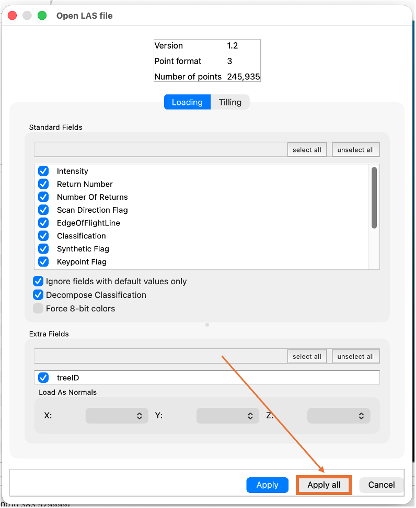 Open LAS file
Version 1.2
Point format 3
Number of points 245,935
Loading Tilling
Standard Fields
select all unselect all
Intensity
Return Number
Number Of Returns
Scan Direction Flag
EdgeOfFlightLine
Classification
Synthetic Flag
Keypoint Flag
Ignore fields with default values only
Decompose Classification
Force 8-bit colors
Extra Fields
select all unselect all
treeID
Load As Normals
X: Y: Z:
Apply Apply all Cancel